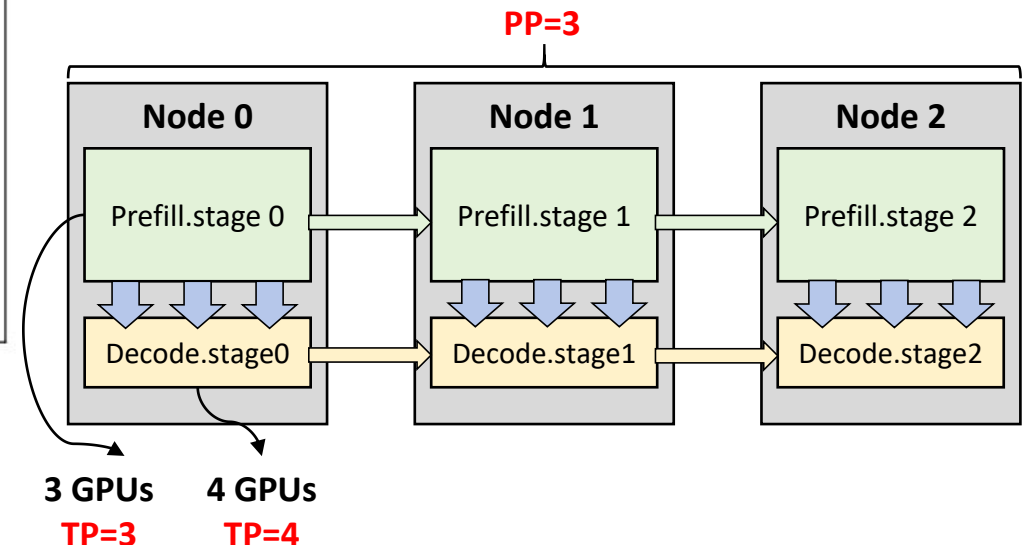 PP=3
Node 0
Node 1
Node 2
Prefill.stage 0
Prefill.stage 1
Prefill.stage 2
Decode.stage0
Decode.stage1
Decode.stage2
3 GPUs
4 GPUs
TP=3
TP=4